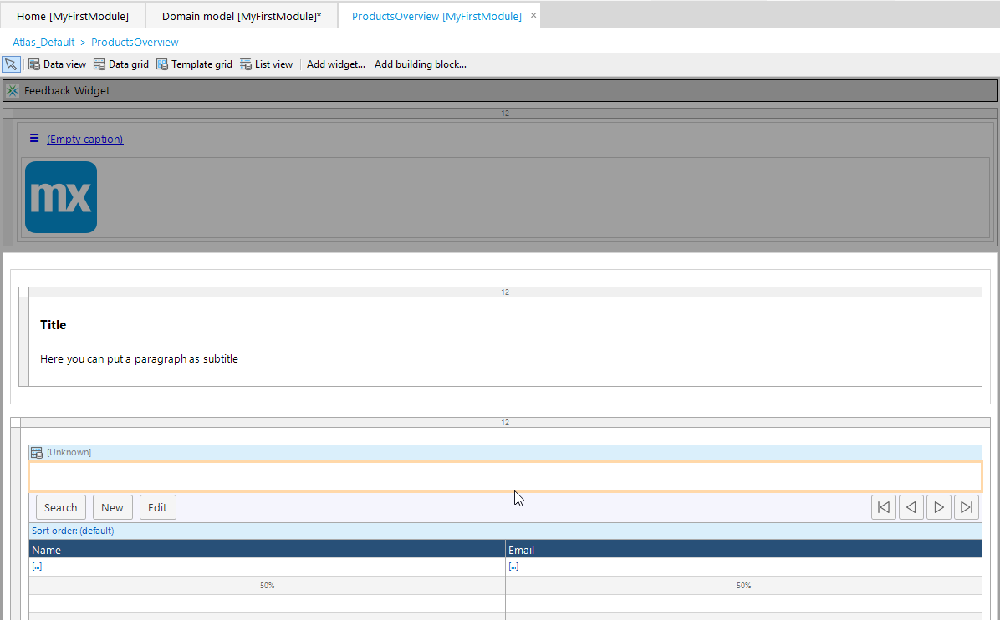 Home [MyFirstModule] Domain model [MyFirstModule]* ProductsOverview [MyFirstModule] ×
Atlas_Default > ProductsOverview
Data view Data grid Template grid List view Add widget... Add building block...
Feedback Widget
12
(Empty caption)
mx
12
Title
Here you can put a paragraph as subtitle
12
[Unknown]
Search New Edit
Sort order: (default)
Name Email
[...] [...]
50% 50%